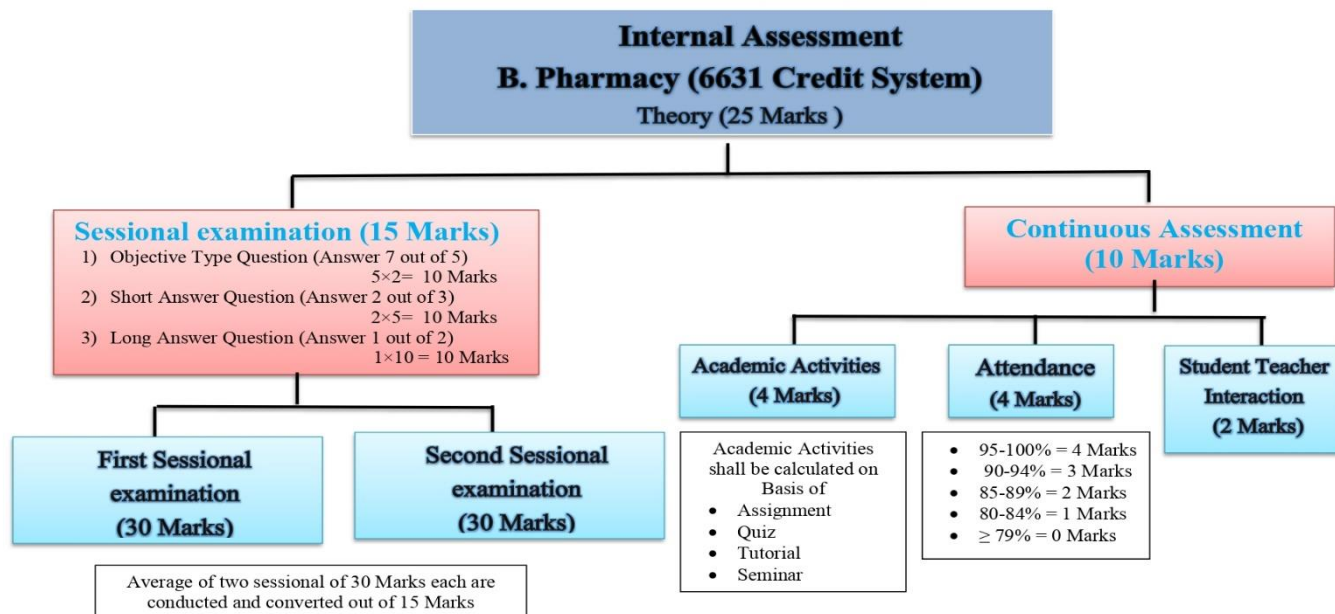 Internal Assessment
B. Pharmacy (6631 Credit System)
Theory (25 Marks )
Sessional examination (15 Marks)
1) Objective Type Question (Answer 7 out of 5)
5×2= 10 Marks
2) Short Answer Question (Answer 2 out of 3)
2×5= 10 Marks
3) Long Answer Question (Answer 1 out of 2)
1×10 = 10 Marks
First Sessional
examination
(30 Marks)
Second Sessional
examination
(30 Marks)
Average of two sessional of 30 Marks each are
conducted and converted out of 15 Marks
Continuous Assessment
(10 Marks)
Academic Activities
(4 Marks)
Academic Activities
shall be calculated on
Basis of
• Assignment
• Quiz
• Tutorial
• Seminar
Attendance
(4 Marks)
• 95-100% = 4 Marks
• 90-94% = 3 Marks
• 85-89% = 2 Marks
• 80-84% = 1 Marks
• ≥ 79% = 0 Marks
Student Teacher
Interaction
(2 Marks)